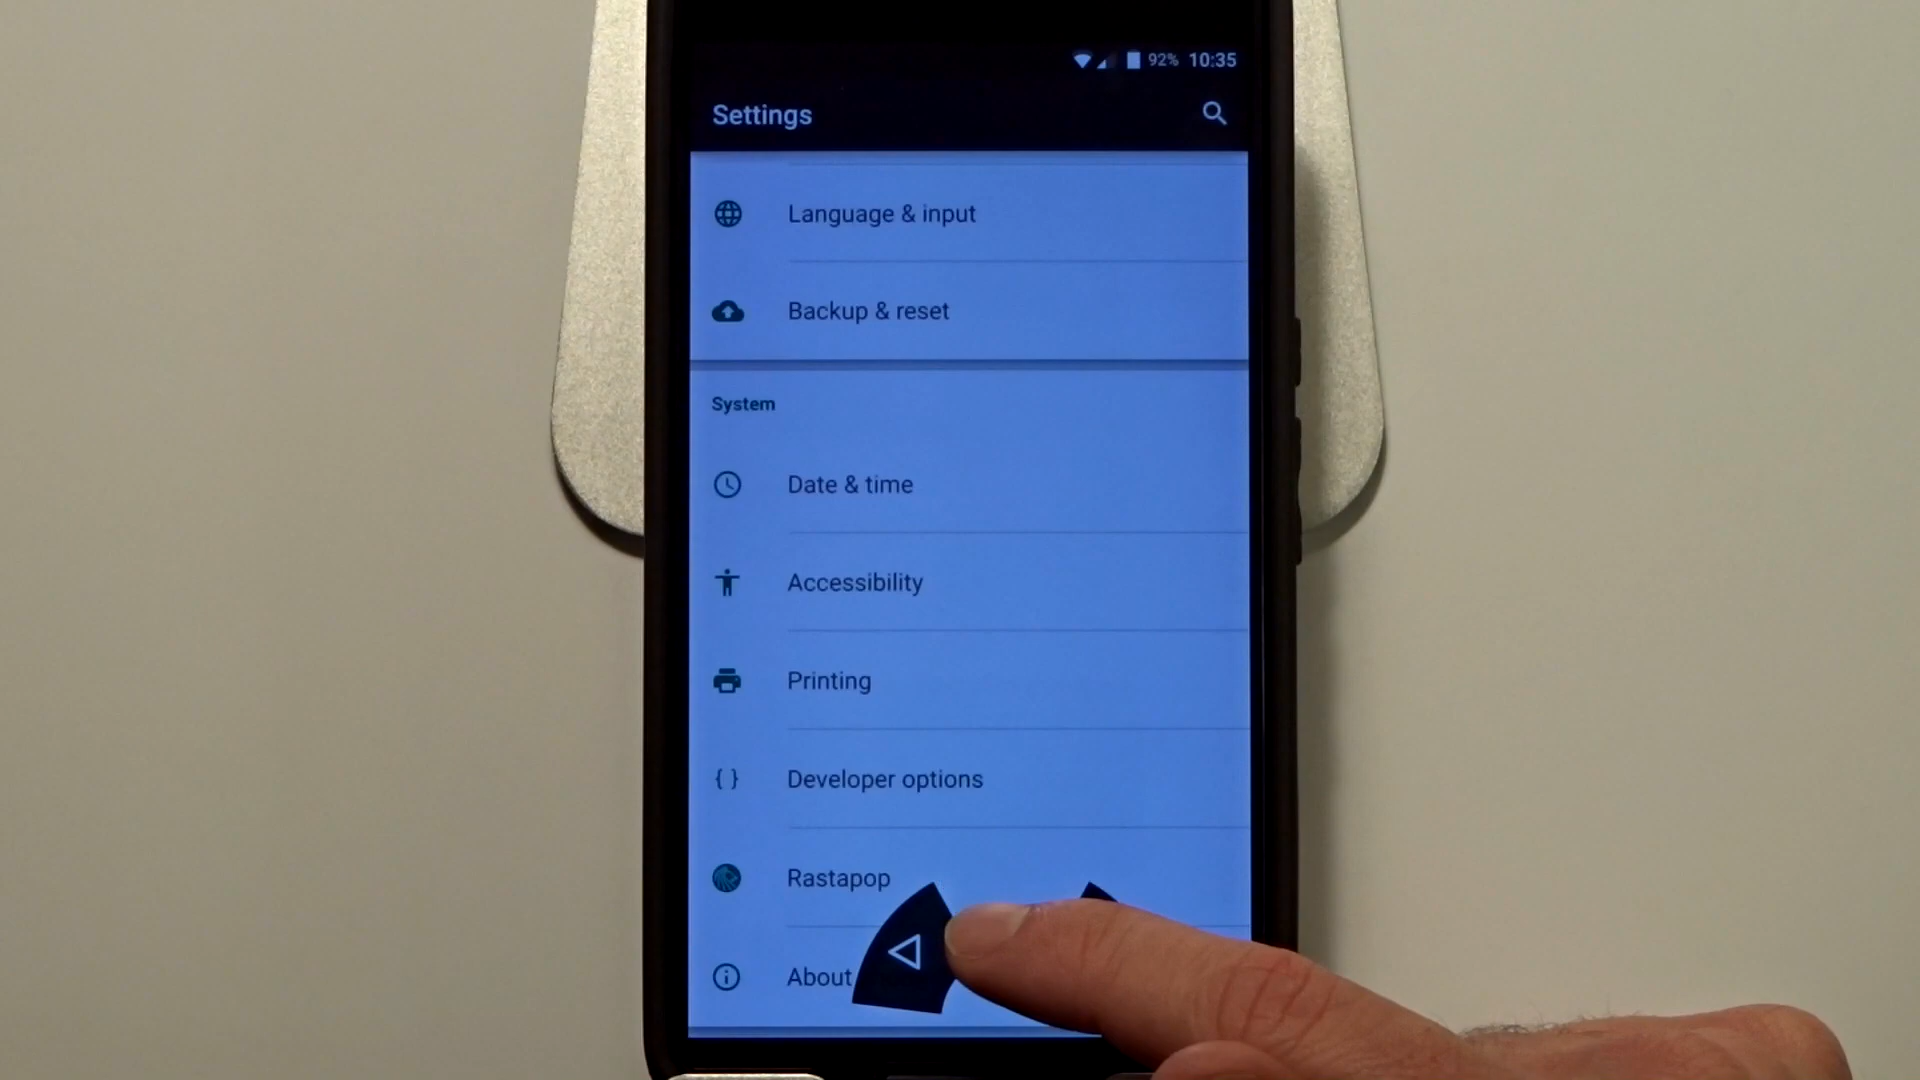 92% 10:35
Settings
Language & input
Backup & reset
System
Date & time
Accessibility
Printing
{ } Developer options
Rastapop
About